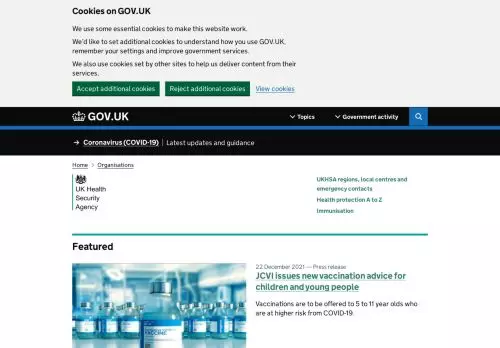 Cookies on GOV.UK
We use some essential cookies to make this website work.
We'd like to set additional cookies to understand how you use GOV.UK,
remember your settings and improve government services.
We also use cookies set by other sites to help us deliver content from their
services.
Accept additional cookies Reject additional cookies View cookies
GOV.UK Topics Government activity
→ Coronavirus (COVID-19) Latest updates and guidance
Home > Organisations
UK Health
Security
Agency
UKHSA regions, local centres and
emergency contacts
Health protection A to Z
Immunisation
Featured
22 December 2021 — Press release
JCVI issues new vaccination advice for
children and young people
Vaccinations are to be offered to 5 to 11 year olds who
are at higher risk from COVID-19.
VACCINE